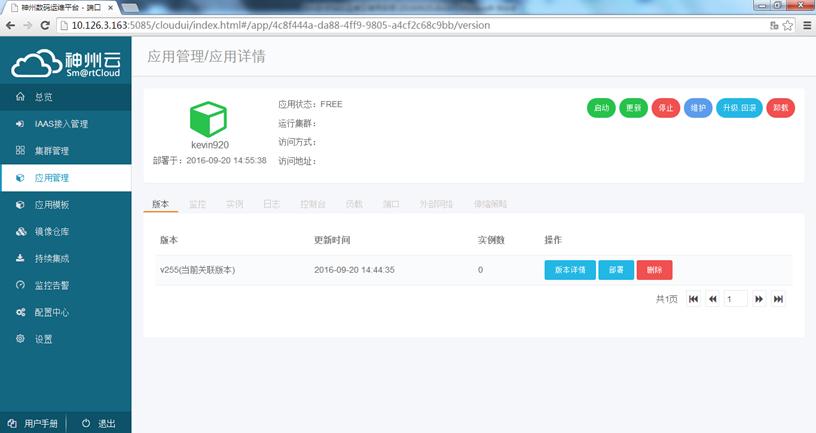 神州数码运维平台 - 端口
10.126.3.163:5085/cloudui/index.html#/app/4c8f444a-da88-4ff9-9805-a4cf2c68c9bb/version
神州云
Sm@rtCloud
应用管理/应用详情
总览
IAAS接入管理
集群管理
应用管理
应用模板
镜像仓库
持续集成
监控告警
配置中心
设置
用户手册
退出
kevin920
部署于：2016-09-20 14:55:38
应用状态：FREE
运行集群：
访问方式：
访问地址：
启动 更新 停止 维护 升级.回滚 卸载
版本 监控 实例 日志 控制台 负载 端口 外部网络 伸缩策略
版本 更新时间 实例数 操作
v255(当前关联版本) 2016-09-20 14:44:35 0 版本详情 部署 删除
共1页 1